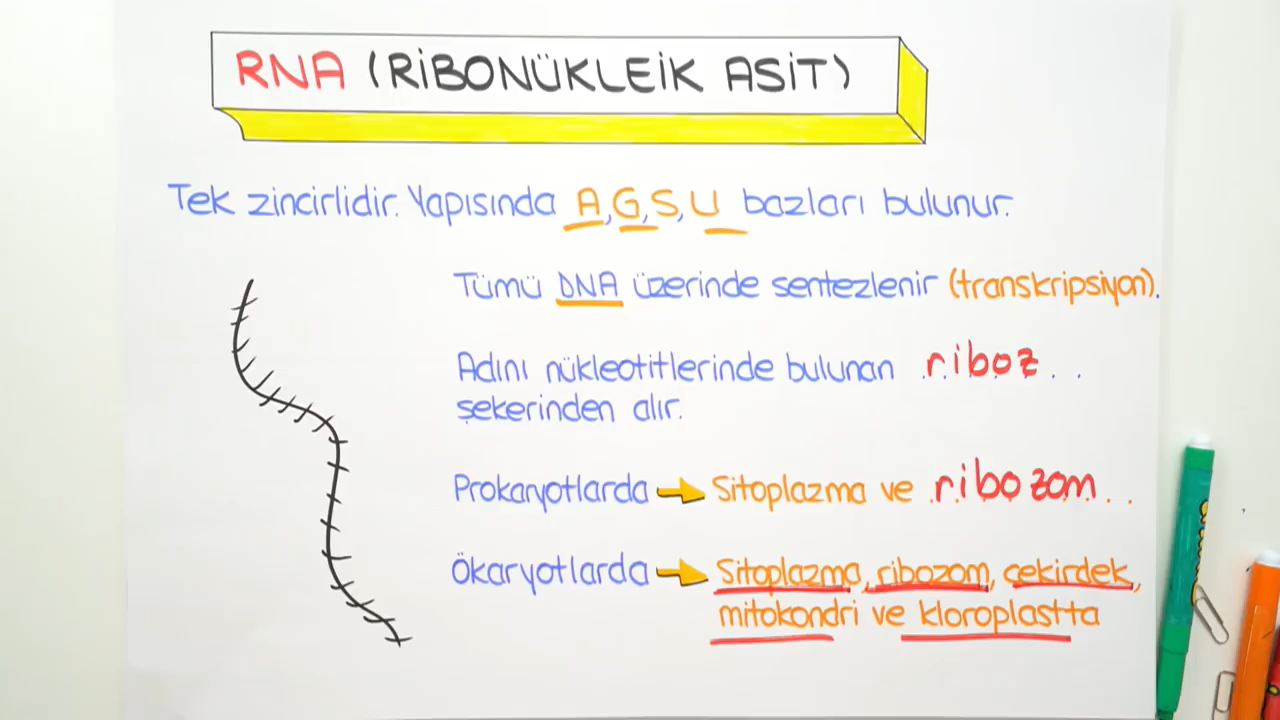 RNA (RİBONÜKLEİK ASİT)
Tek zincirlidir. Yapısında A, G, S, U bazları bulunur.
Tümü DNA üzerinde sentezlenir (transkripsiyon).
Adını nükleotitlerinde bulunan riboz
şekerinden alır.
Prokaryotlarda → Sitoplazma ve ribozom
Ökaryotlarda → Sitoplazma, ribozom, çekirdek,
mitokondri ve kloroplastta